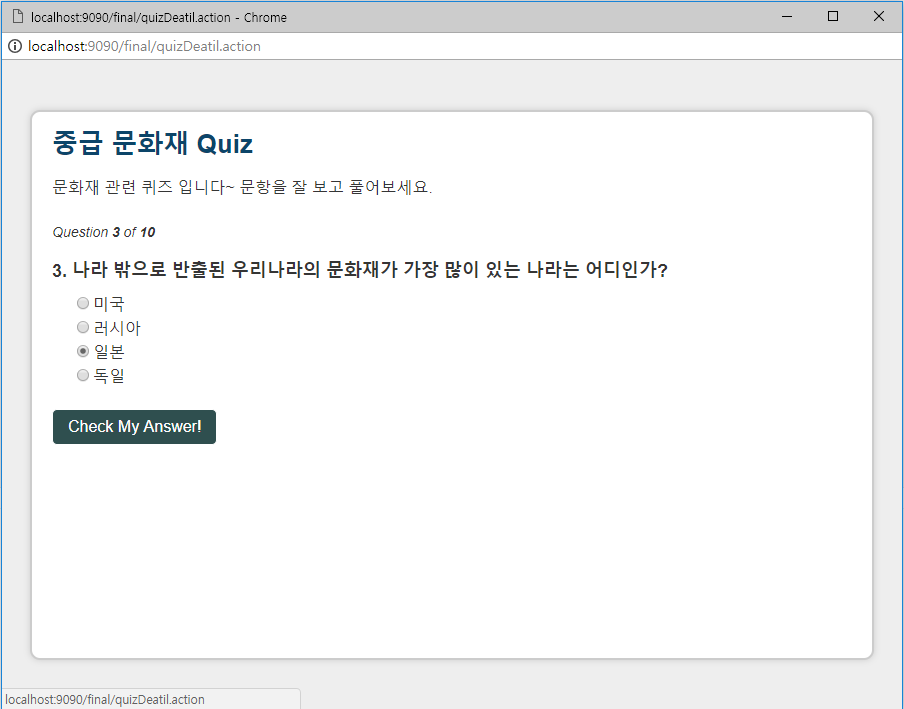 localhost:9090/final/quizDeatil.action - Chrome
localhost:9090/final/quizDeatil.action
중급 문화재 Quiz
문화재 관련 퀴즈 입니다~ 문항을 잘 보고 풀어보세요.
Question 3 of 10
3. 나라 밖으로 반출된 우리나라의 문화재가 가장 많이 있는 나라는 어디인가?
미국
러시아
일본
독일
Check My Answer!
localhost:9090/final/quizDeatil.action